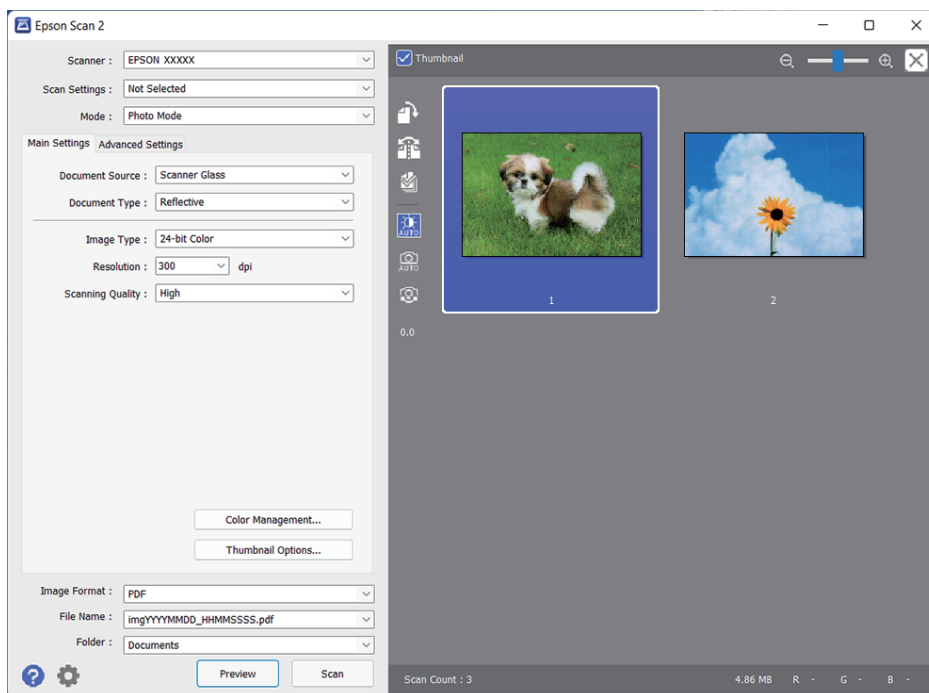 Epson Scan 2
Scanner : EPSON XXXXX
Scan Settings : Not Selected
Mode : Photo Mode
Main Settings Advanced Settings
Document Source : Scanner Glass
Document Type : Reflective
Image Type : 24-bit Color
Resolution : 300 dpi
Scanning Quality : High
Color Management...
Thumbnail Options...
Image Format : PDF
File Name : imgYYYYMMDD_HHMMSSSS.pdf
Folder : Documents
? Preview Scan
Thumbnail
AUTO
AUTO
0.0
1 2
Scan Count : 3 4.86 MB R - G - B -